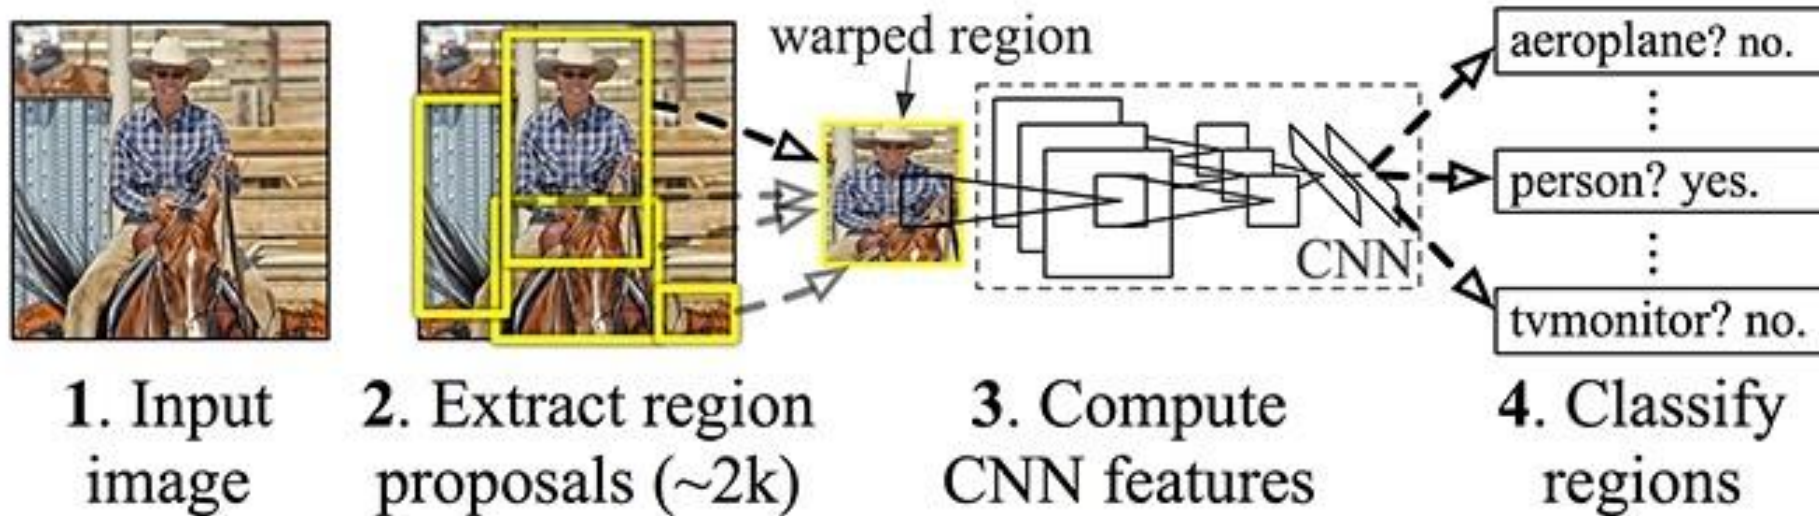 warped region
aeroplane? no.
⋮
person? yes.
⋮
tvmonitor? no.
CNN
1. Input
image
2. Extract region
proposals (~2k)
3. Compute
CNN features
4. Classify
regions